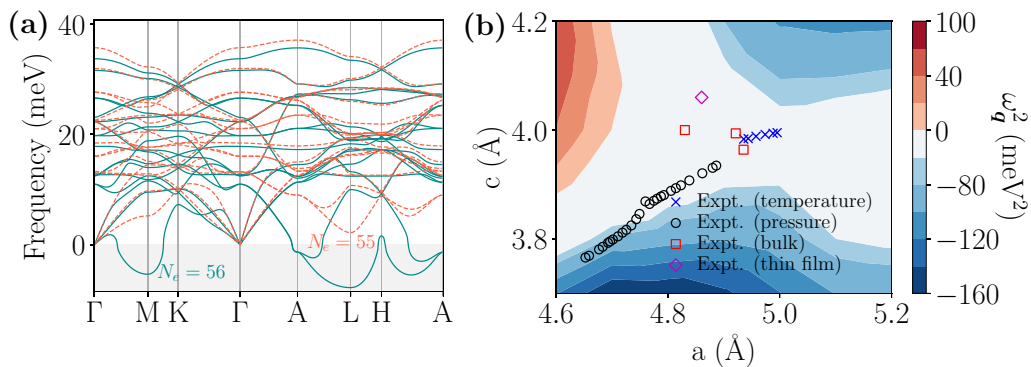 (a)
Frequency (meV)
40
20
0
N_e = 55
N_e = 56
Γ M K Γ A L H A
(b)
c (Å)
4.2
4.0
3.8
Expt. (temperature)
Expt. (pressure)
Expt. (bulk)
Expt. (thin film)
4.6 4.8 5.0 5.2
a (Å)
100
40
0
−80
−120
−160
ω_q^2 (meV^2)